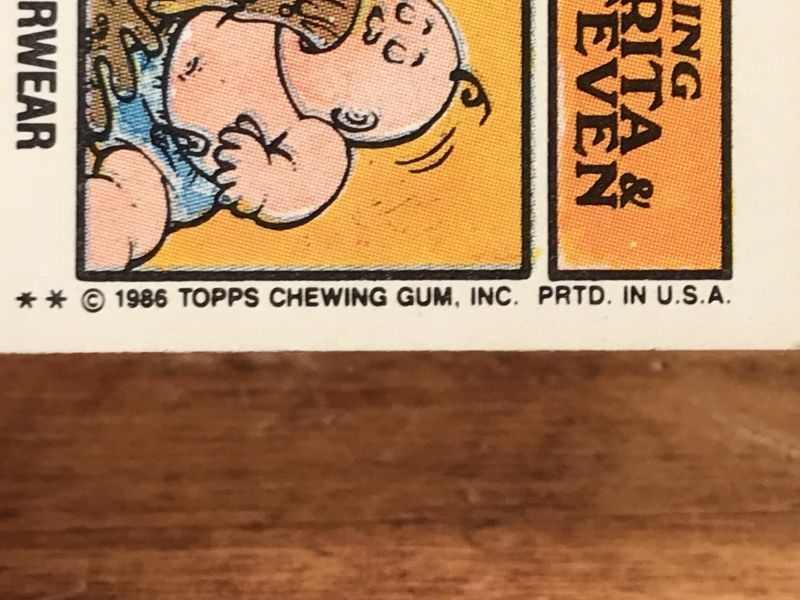 RWEAR
ING
RITA &
EVEN
* * © 1986 TOPPS CHEWING GUM, INC. PRTD. IN U.S.A.